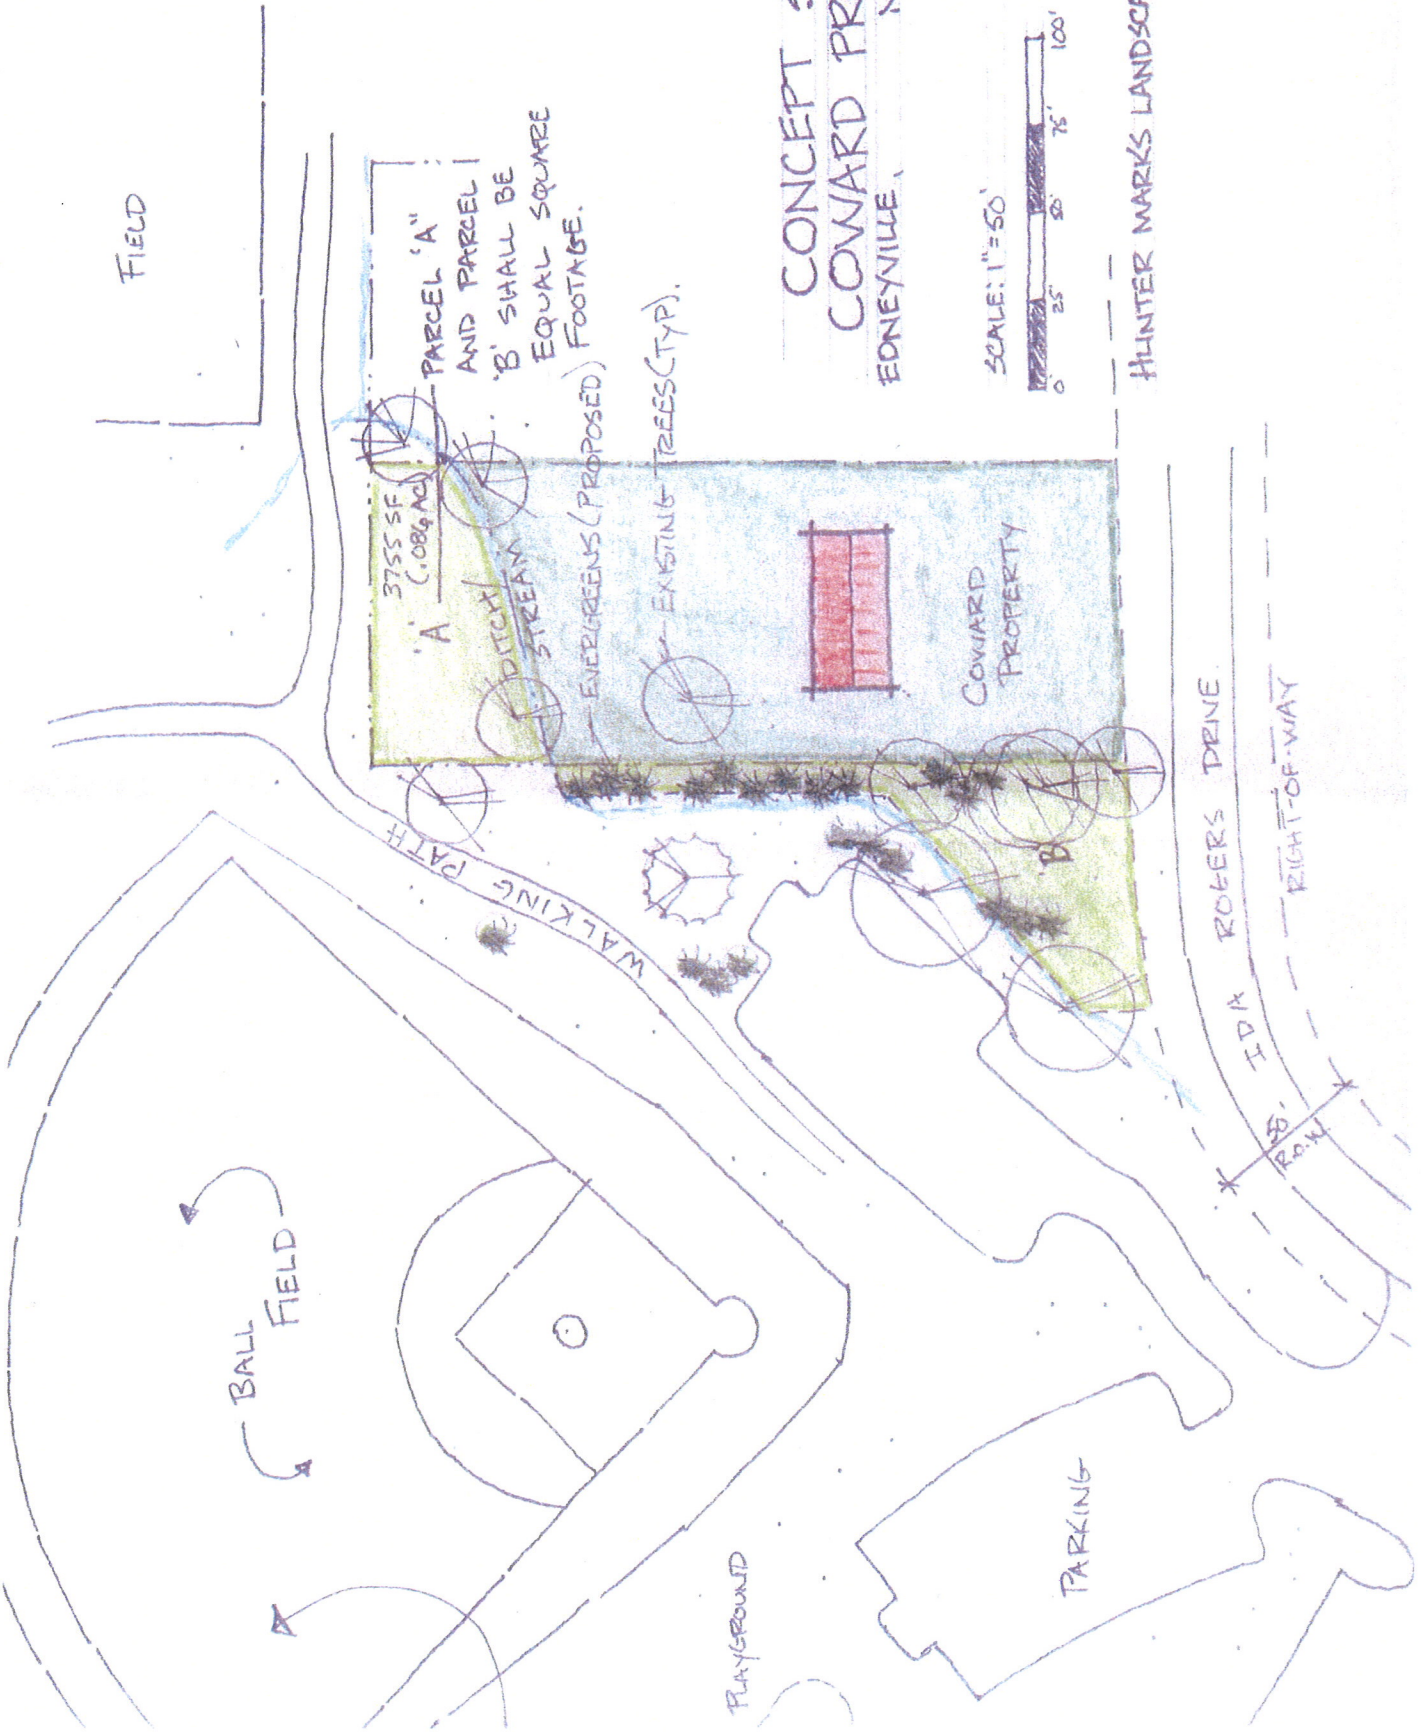 FIELD
PARCEL "A"
AND PARCEL
'B' SHALL BE
EQUAL SQUARE
FOOTAGE.
3755 SF
(.086 AC)
'A'
DITCH/
STREAM
EVERGREENS (PROPOSED)
EXISTING TREES (TYP).
CONCEPT
COWARD PR
EDNEYVILLE,
SCALE: 1"=50'
0' 25' 50' 75' 100'
HUNTER MARKS LANDSCA
COWARD
PROPERTY
WALKING PATH
'B'
IDA ROGERS DRIVE
RIGHT-OF-WAY
50'
R.O.W.
BALL
FIELD
PLAYGROUND
PARKING